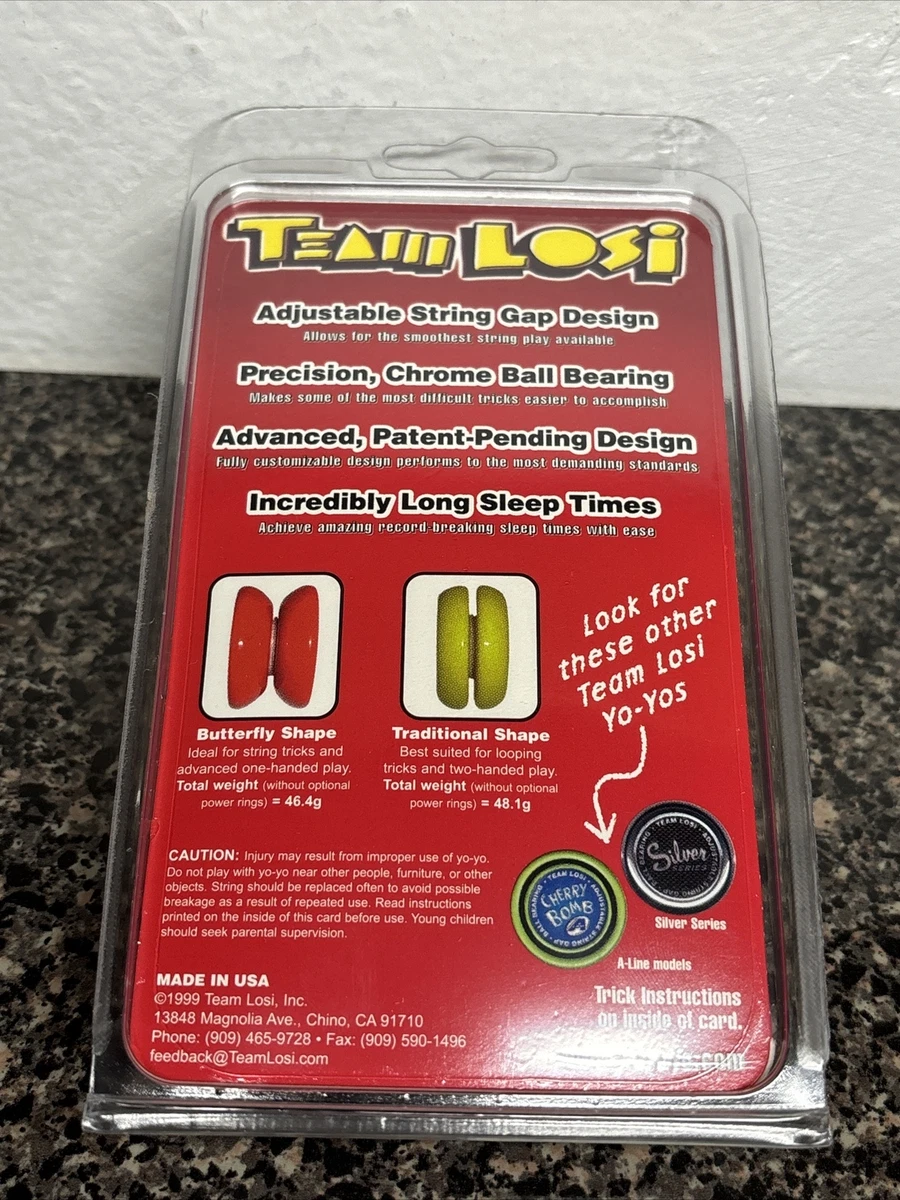 TEAM LOSI
Adjustable String Gap Design
Allows for the smoothest string play available
Precision, Chrome Ball Bearing
Makes some of the most difficult tricks easier to accomplish
Advanced, Patent-Pending Design
Fully customizable design performs to the most demanding standards
Incredibly Long Sleep Times
Achieve amazing record-breaking sleep times with ease
Look for
these other
Team Losi
Yo-Yos
Butterfly Shape
Ideal for string tricks and
advanced one-handed play.
Total weight (without optional
power rings) = 46.4g
Traditional Shape
Best suited for looping
tricks and two-handed play.
Total weight (without optional
power rings) = 48.1g
CAUTION: Injury may result from improper use of yo-yo.
Do not play with yo-yo near other people, furniture, or other
objects. String should be replaced often to avoid possible
breakage as a result of repeated use. Read instructions
printed on the inside of this card before use. Young children
should seek parental supervision.
TEAM LOSI • ADJUSTABLE STRING GAP • BALL BEARING
CHERRY
BOMB
A-Line models
TEAM LOSI
Silver
SERIES
Silver Series
MADE IN USA
©1999 Team Losi, Inc.
13848 Magnolia Ave., Chino, CA 91710
Phone: (909) 465-9728 • Fax: (909) 590-1496
feedback@TeamLosi.com
Trick Instructions
on inside of card.